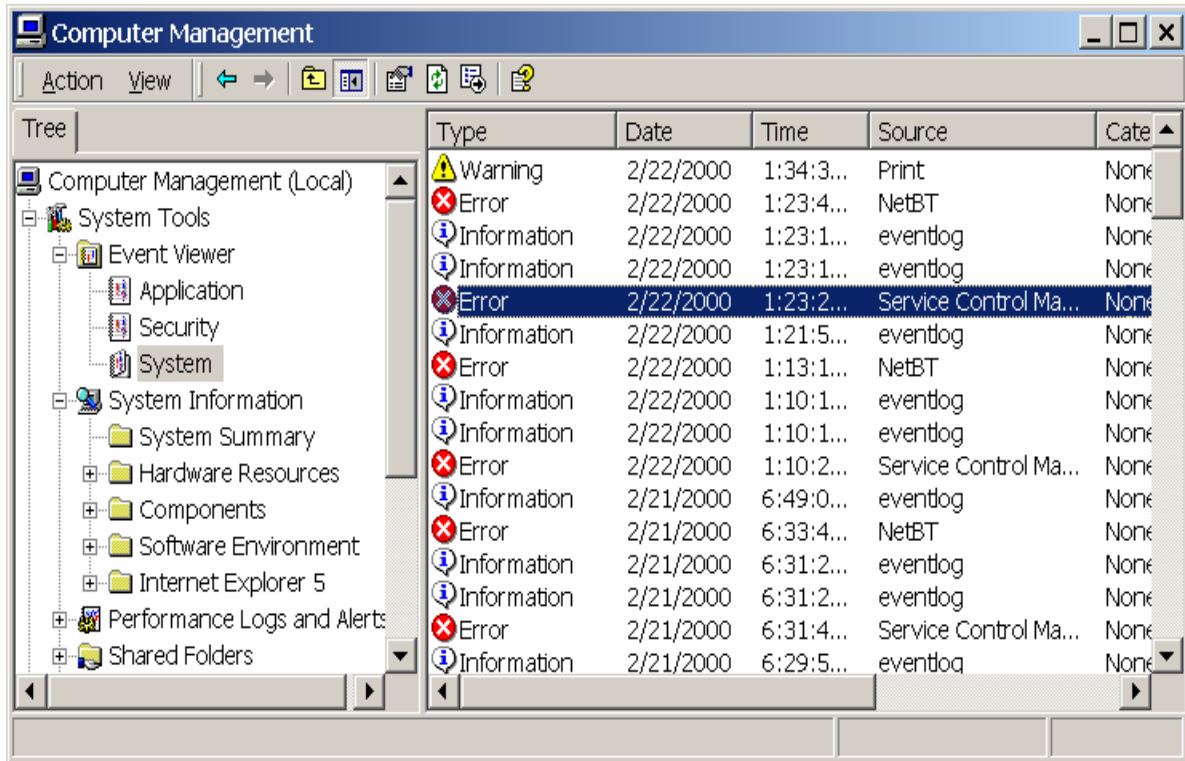 Computer Management
Action View
Tree
Computer Management (Local)
System Tools
Event Viewer
Application
Security
System
System Information
System Summary
Hardware Resources
Components
Software Environment
Internet Explorer 5
Performance Logs and Alerts
Shared Folders
Type Date Time Source Cate
Warning 2/22/2000 1:34:3... Print None
Error 2/22/2000 1:23:4... NetBT None
Information 2/22/2000 1:23:1... eventlog None
Information 2/22/2000 1:23:1... eventlog None
Error 2/22/2000 1:23:2... Service Control Ma... None
Information 2/22/2000 1:21:5... eventlog None
Error 2/22/2000 1:13:1... NetBT None
Information 2/22/2000 1:10:1... eventlog None
Information 2/22/2000 1:10:1... eventlog None
Error 2/22/2000 1:10:2... Service Control Ma... None
Information 2/21/2000 6:49:0... eventlog None
Error 2/21/2000 6:33:4... NetBT None
Information 2/21/2000 6:31:2... eventlog None
Information 2/21/2000 6:31:2... eventlog None
Error 2/21/2000 6:31:4... Service Control Ma... None
Information 2/21/2000 6:29:5... eventlog None